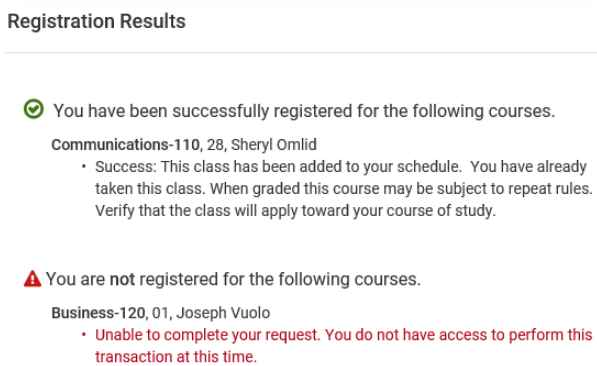 Registration Results
You have been successfully registered for the following courses.
Communications-110, 28, Sheryl Omlid
• Success: This class has been added to your schedule. You have already
taken this class. When graded this course may be subject to repeat rules.
Verify that the class will apply toward your course of study.
You are not registered for the following courses.
Business-120, 01, Joseph Vuolo
• Unable to complete your request. You do not have access to perform this
transaction at this time.